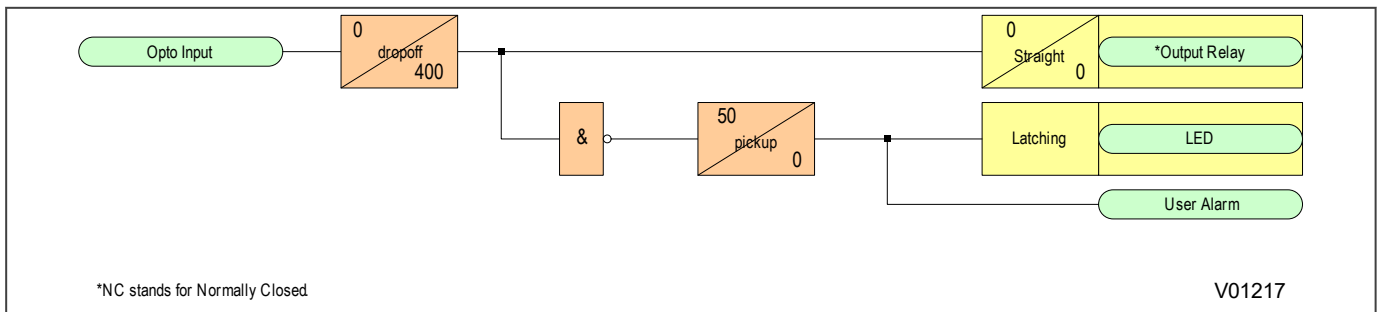 0
Opto Input
dropoff
400
0
Straight
0
*Output Relay
&
50
pickup
0
Latching
LED
User Alarm
*NC stands for Normally Closed.
V01217